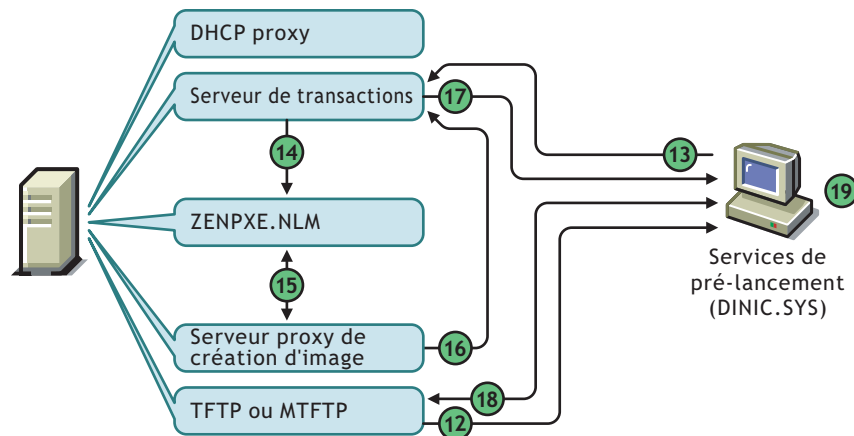 DHCP proxy
Serveur de transactions
17
13
14
19
ZENPXE.NLM
Services de
pré-lancement
(DINIC.SYS)
15
Serveur proxy de
création d'image
16
18
TFTP ou MTFTP
12